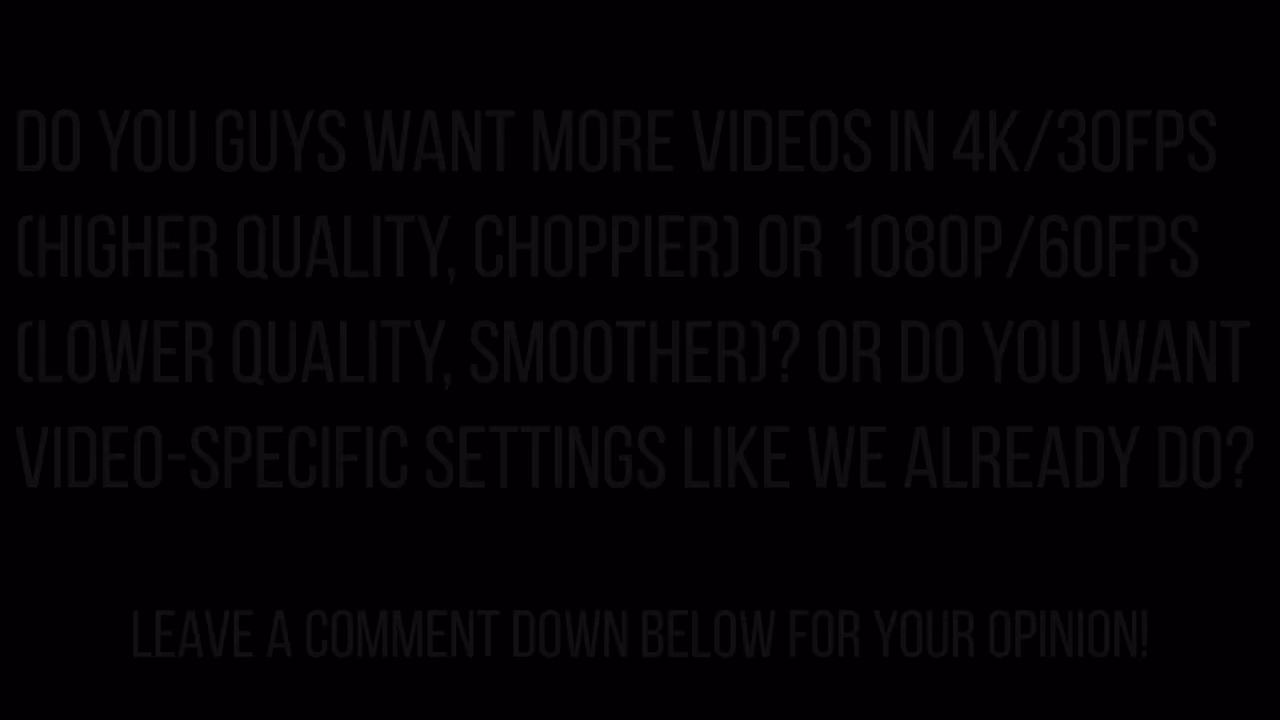 DO YOU GUYS WANT MORE VIDEOS IN 4K/30FPS
(HIGHER QUALITY, CHOPPIER) OR 1080P/60FPS
(LOWER QUALITY, SMOOTHER)? OR DO YOU WANT
VIDEO-SPECIFIC SETTINGS LIKE WE ALREADY DO?
LEAVE A COMMENT DOWN BELOW FOR YOUR OPINION!